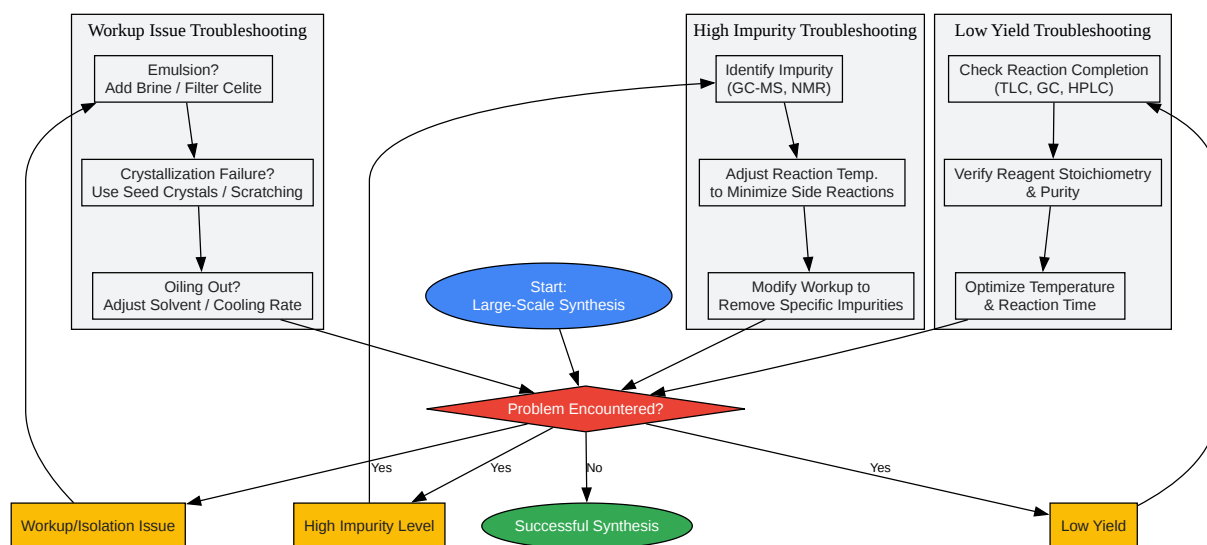 Workup Issue Troubleshooting
Emulsion?
Add Brine / Filter Celite
Crystallization Failure?
Use Seed Crystals / Scratching
Oiling Out?
Adjust Solvent / Cooling Rate
High Impurity Troubleshooting
Identify Impurity
(GC-MS, NMR)
Adjust Reaction Temp.
to Minimize Side Reactions
Modify Workup to
Remove Specific Impurities
Low Yield Troubleshooting
Check Reaction Completion
(TLC, GC, HPLC)
Verify Reagent Stoichiometry
& Purity
Optimize Temperature
& Reaction Time
Start:
Large-Scale Synthesis
Problem Encountered?
Yes
Yes
No
Yes
Workup/Isolation Issue
High Impurity Level
Successful Synthesis
Low Yield